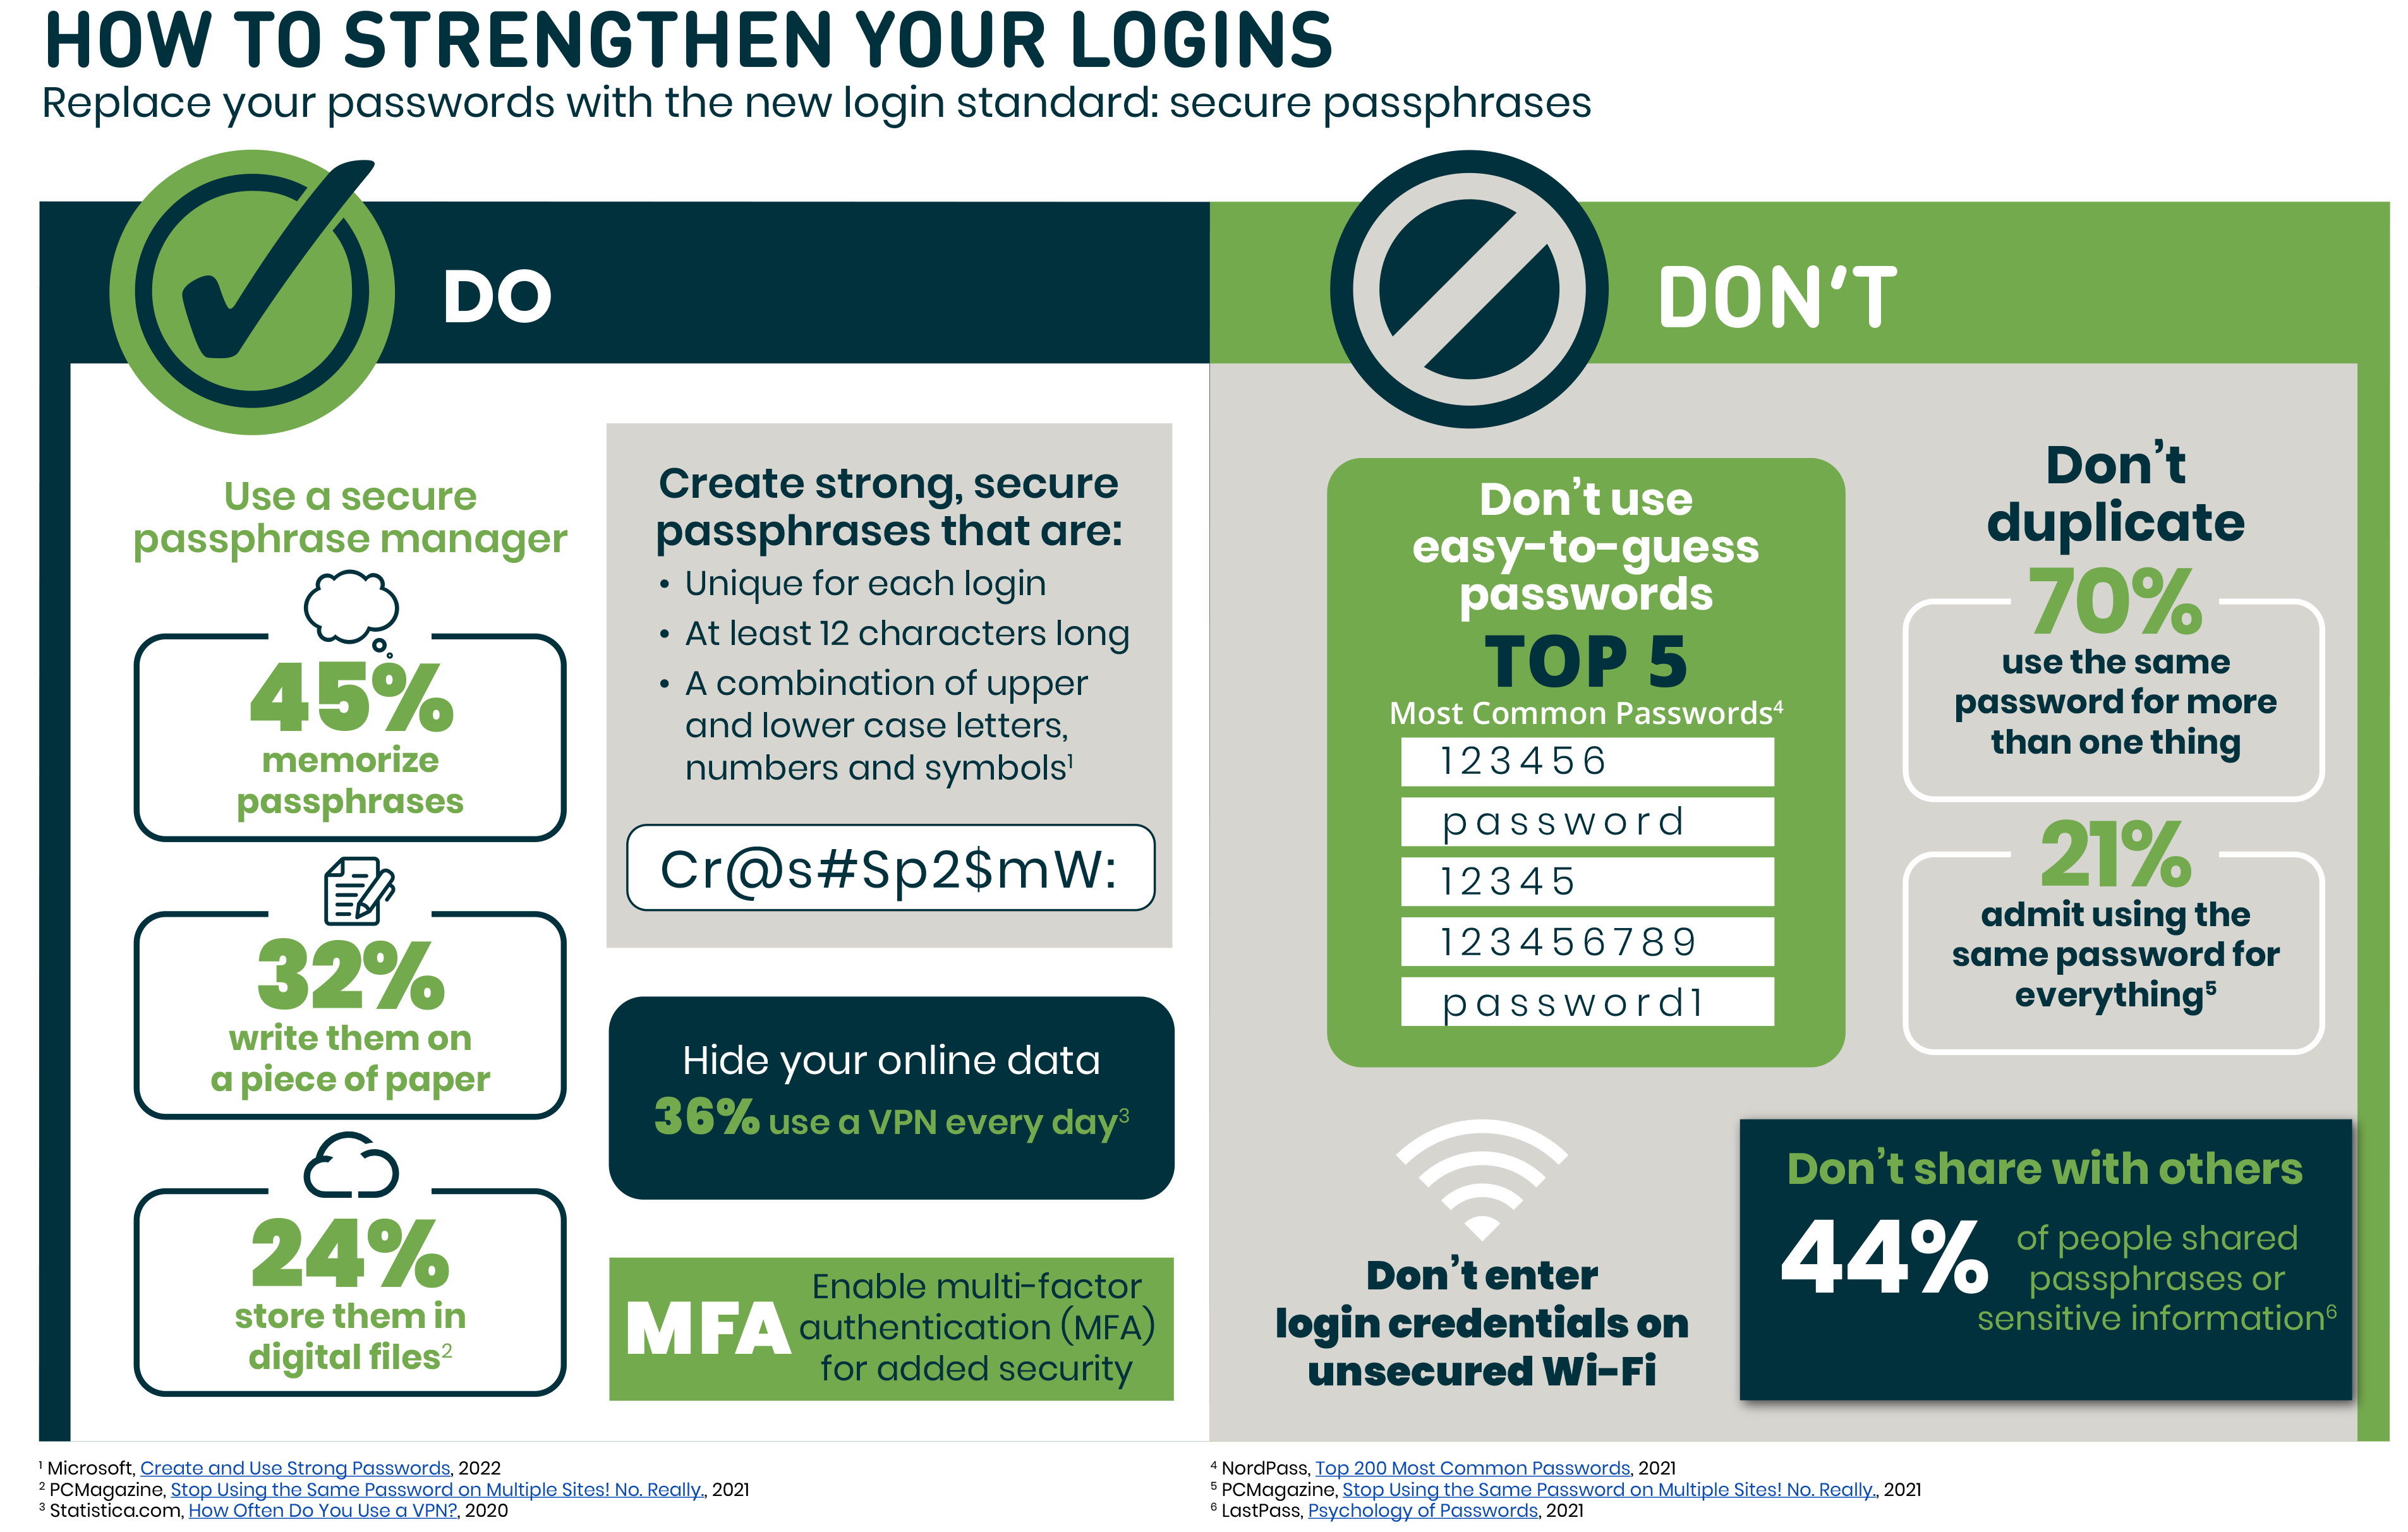 HOW TO STRENGTHEN YOUR LOGINS
Replace your passwords with the new login standard: secure passphrases
DO
Use a secure
passphrase manager
45%
memorize
passphrases
32%
write them on
a piece of paper
24%
store them in
digital files²
Create strong, secure
passphrases that are:
• Unique for each login
• At least 12 characters long
• A combination of upper
and lower case letters,
numbers and symbols¹
Cr@s#Sp2$mW:
Hide your online data
36% use a VPN every day³
MFA
Enable multi-factor
authentication (MFA)
for added security
DON'T
Don't use
easy-to-guess
passwords
TOP 5
Most Common Passwords⁴
123456
password
12345
123456789
password1
Don't
duplicate
70%
use the same
password for more
than one thing
21%
admit using the
same password for
everything⁵
Don't enter
login credentials on
unsecured Wi-Fi
Don't share with others
44%
of people shared
passphrases or
sensitive information⁶
¹ Microsoft, Create and Use Strong Passwords, 2022
² PCMagazine, Stop Using the Same Password on Multiple Sites! No. Really., 2021
³ Statistica.com, How Often Do You Use a VPN?, 2020
⁴ NordPass, Top 200 Most Common Passwords, 2021
⁵ PCMagazine, Stop Using the Same Password on Multiple Sites! No. Really., 2021
⁶ LastPass, Psychology of Passwords, 2021